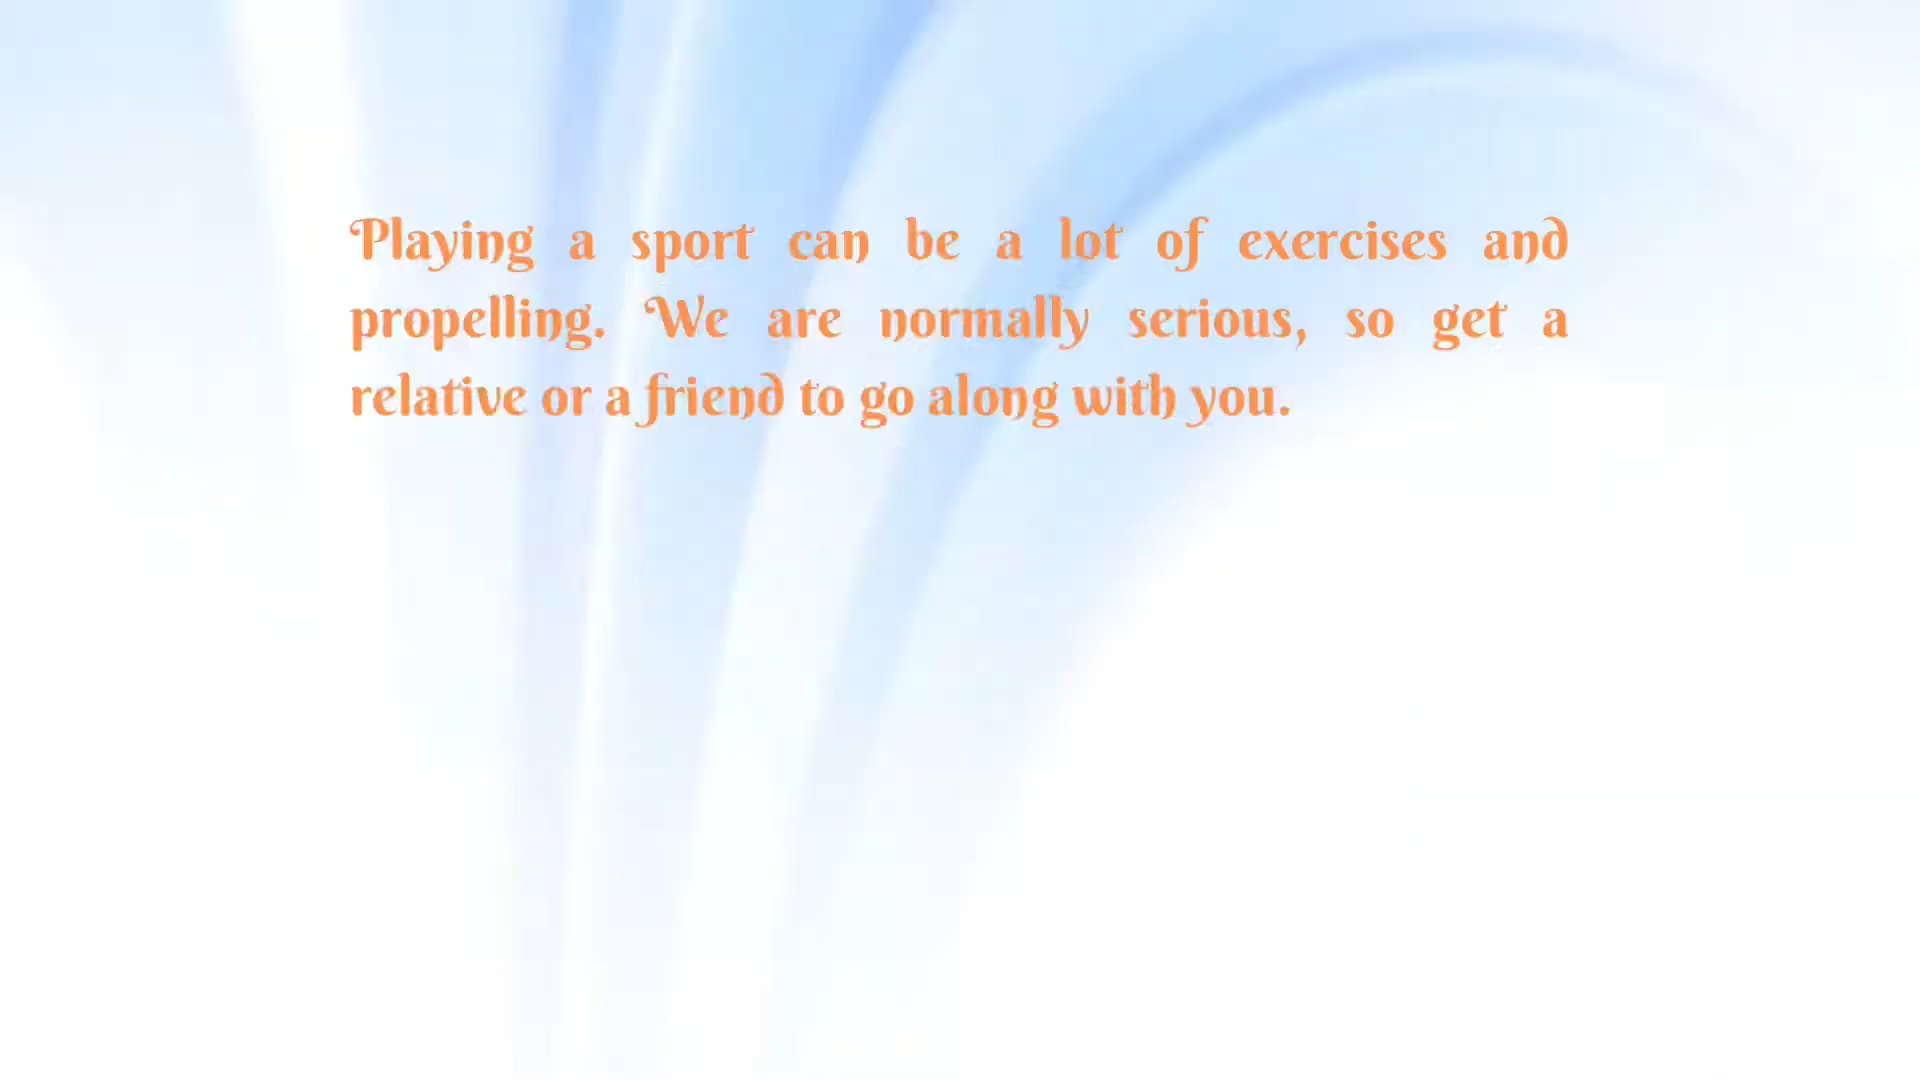 Playing a sport can be a lot of exercises and
propelling. We are normally serious, so get a
relative or a friend to go along with you.